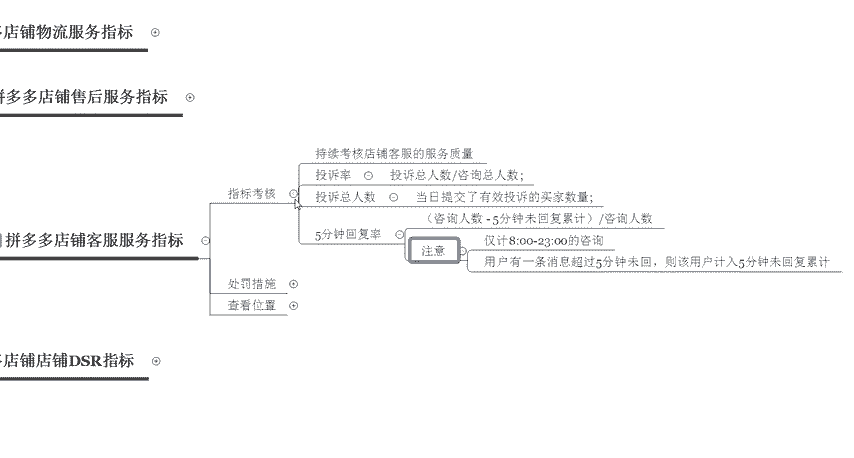 店铺物流服务指标
拼多多店铺售后服务指标
持续考核店铺客服的服务质量
指标考核
投诉率
投诉总人数/咨询总人数；
投诉总人数
当日提交了有效投诉的买家数量；
5分钟回复率
（咨询人数 - 5分钟未回复累计）/咨询人数
注意
仅计8:00-23:00的咨询
用户有一条消息超过5分钟未回，则该用户计入5分钟未回复累计
拼多多店铺客服服务指标
处罚措施
查看位置
店铺店铺DSR指标